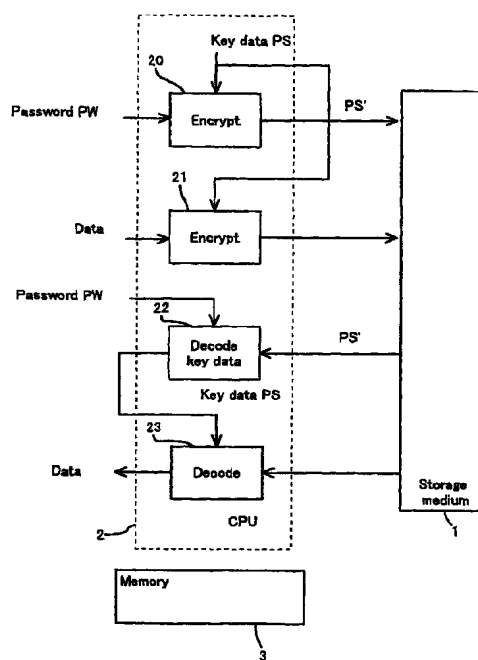 Key data PS
20
Password PW
Encrypt
PS'
21
Data
Encrypt
Password PW
22
Decode
key data
PS'
Key data PS
23
Data
Decode
Storage
medium
2
CPU
1
Memory
3